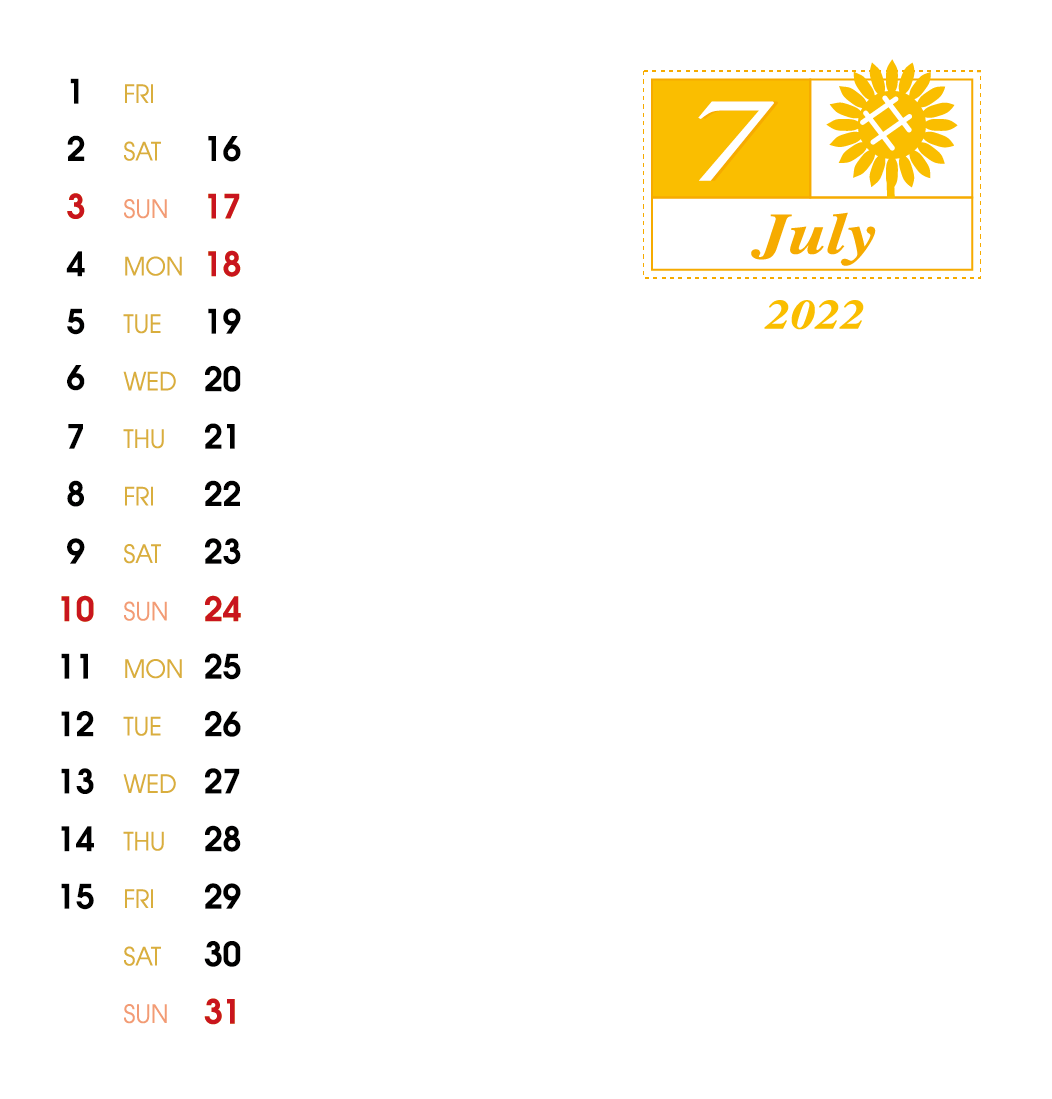 7
July
2022
1 FRI
2 SAT 16
3 SUN 17
4 MON 18
5 TUE 19
6 WED 20
7 THU 21
8 FRI 22
9 SAT 23
10 SUN 24
11 MON 25
12 TUE 26
13 WED 27
14 THU 28
15 FRI 29
SAT 30
SUN 31